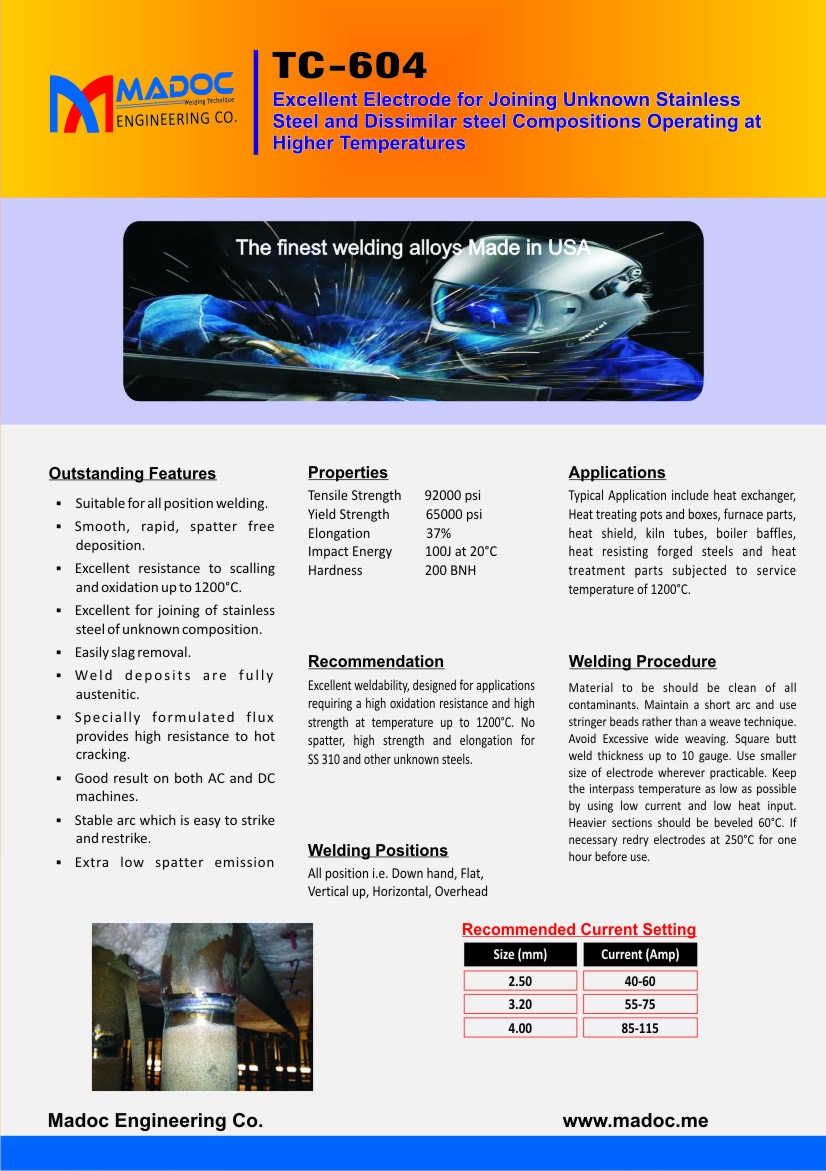 MADOC
Welding Technique
ENGINEERING CO.
TC-604
Excellent Electrode for Joining Unknown Stainless
Steel and Dissimilar steel Compositions Operating at
Higher Temperatures
The finest welding alloys Made in USA
optrel
Outstanding Features
▪ Suitable for all position welding.
▪ Smooth, rapid, spatter free
deposition.
▪ Excellent resistance to scalling
and oxidation up to 1200°C.
▪ Excellent for joining of stainless
steel of unknown composition.
▪ Easily slag removal.
▪ Weld deposits are fully
austenitic.
▪ Specially formulated flux
provides high resistance to hot
cracking.
▪ Good result on both AC and DC
machines.
▪ Stable arc which is easy to strike
and restrike.
▪ Extra low spatter emission
Properties
Tensile Strength 92000 psi
Yield Strength 65000 psi
Elongation 37%
Impact Energy 100J at 20°C
Hardness 200 BNH
Recommendation
Excellent weldability, designed for applications
requiring a high oxidation resistance and high
strength at temperature up to 1200°C. No
spatter, high strength and elongation for
SS 310 and other unknown steels.
Welding Positions
All position i.e. Down hand, Flat,
Vertical up, Horizontal, Overhead
Applications
Typical Application include heat exchanger,
Heat treating pots and boxes, furnace parts,
heat shield, kiln tubes, boiler baffles,
heat resisting forged steels and heat
treatment parts subjected to service
temperature of 1200°C.
Welding Procedure
Material to be should be clean of all
contaminants. Maintain a short arc and use
stringer beads rather than a weave technique.
Avoid Excessive wide weaving. Square butt
weld thickness up to 10 gauge. Use smaller
size of electrode wherever practicable. Keep
the interpass temperature as low as possible
by using low current and low heat input.
Heavier sections should be beveled 60°C. If
necessary redry electrodes at 250°C for one
hour before use.
Recommended Current Setting
Size (mm) Current (Amp)
2.50 40-60
3.20 55-75
4.00 85-115
Madoc Engineering Co.
www.madoc.me